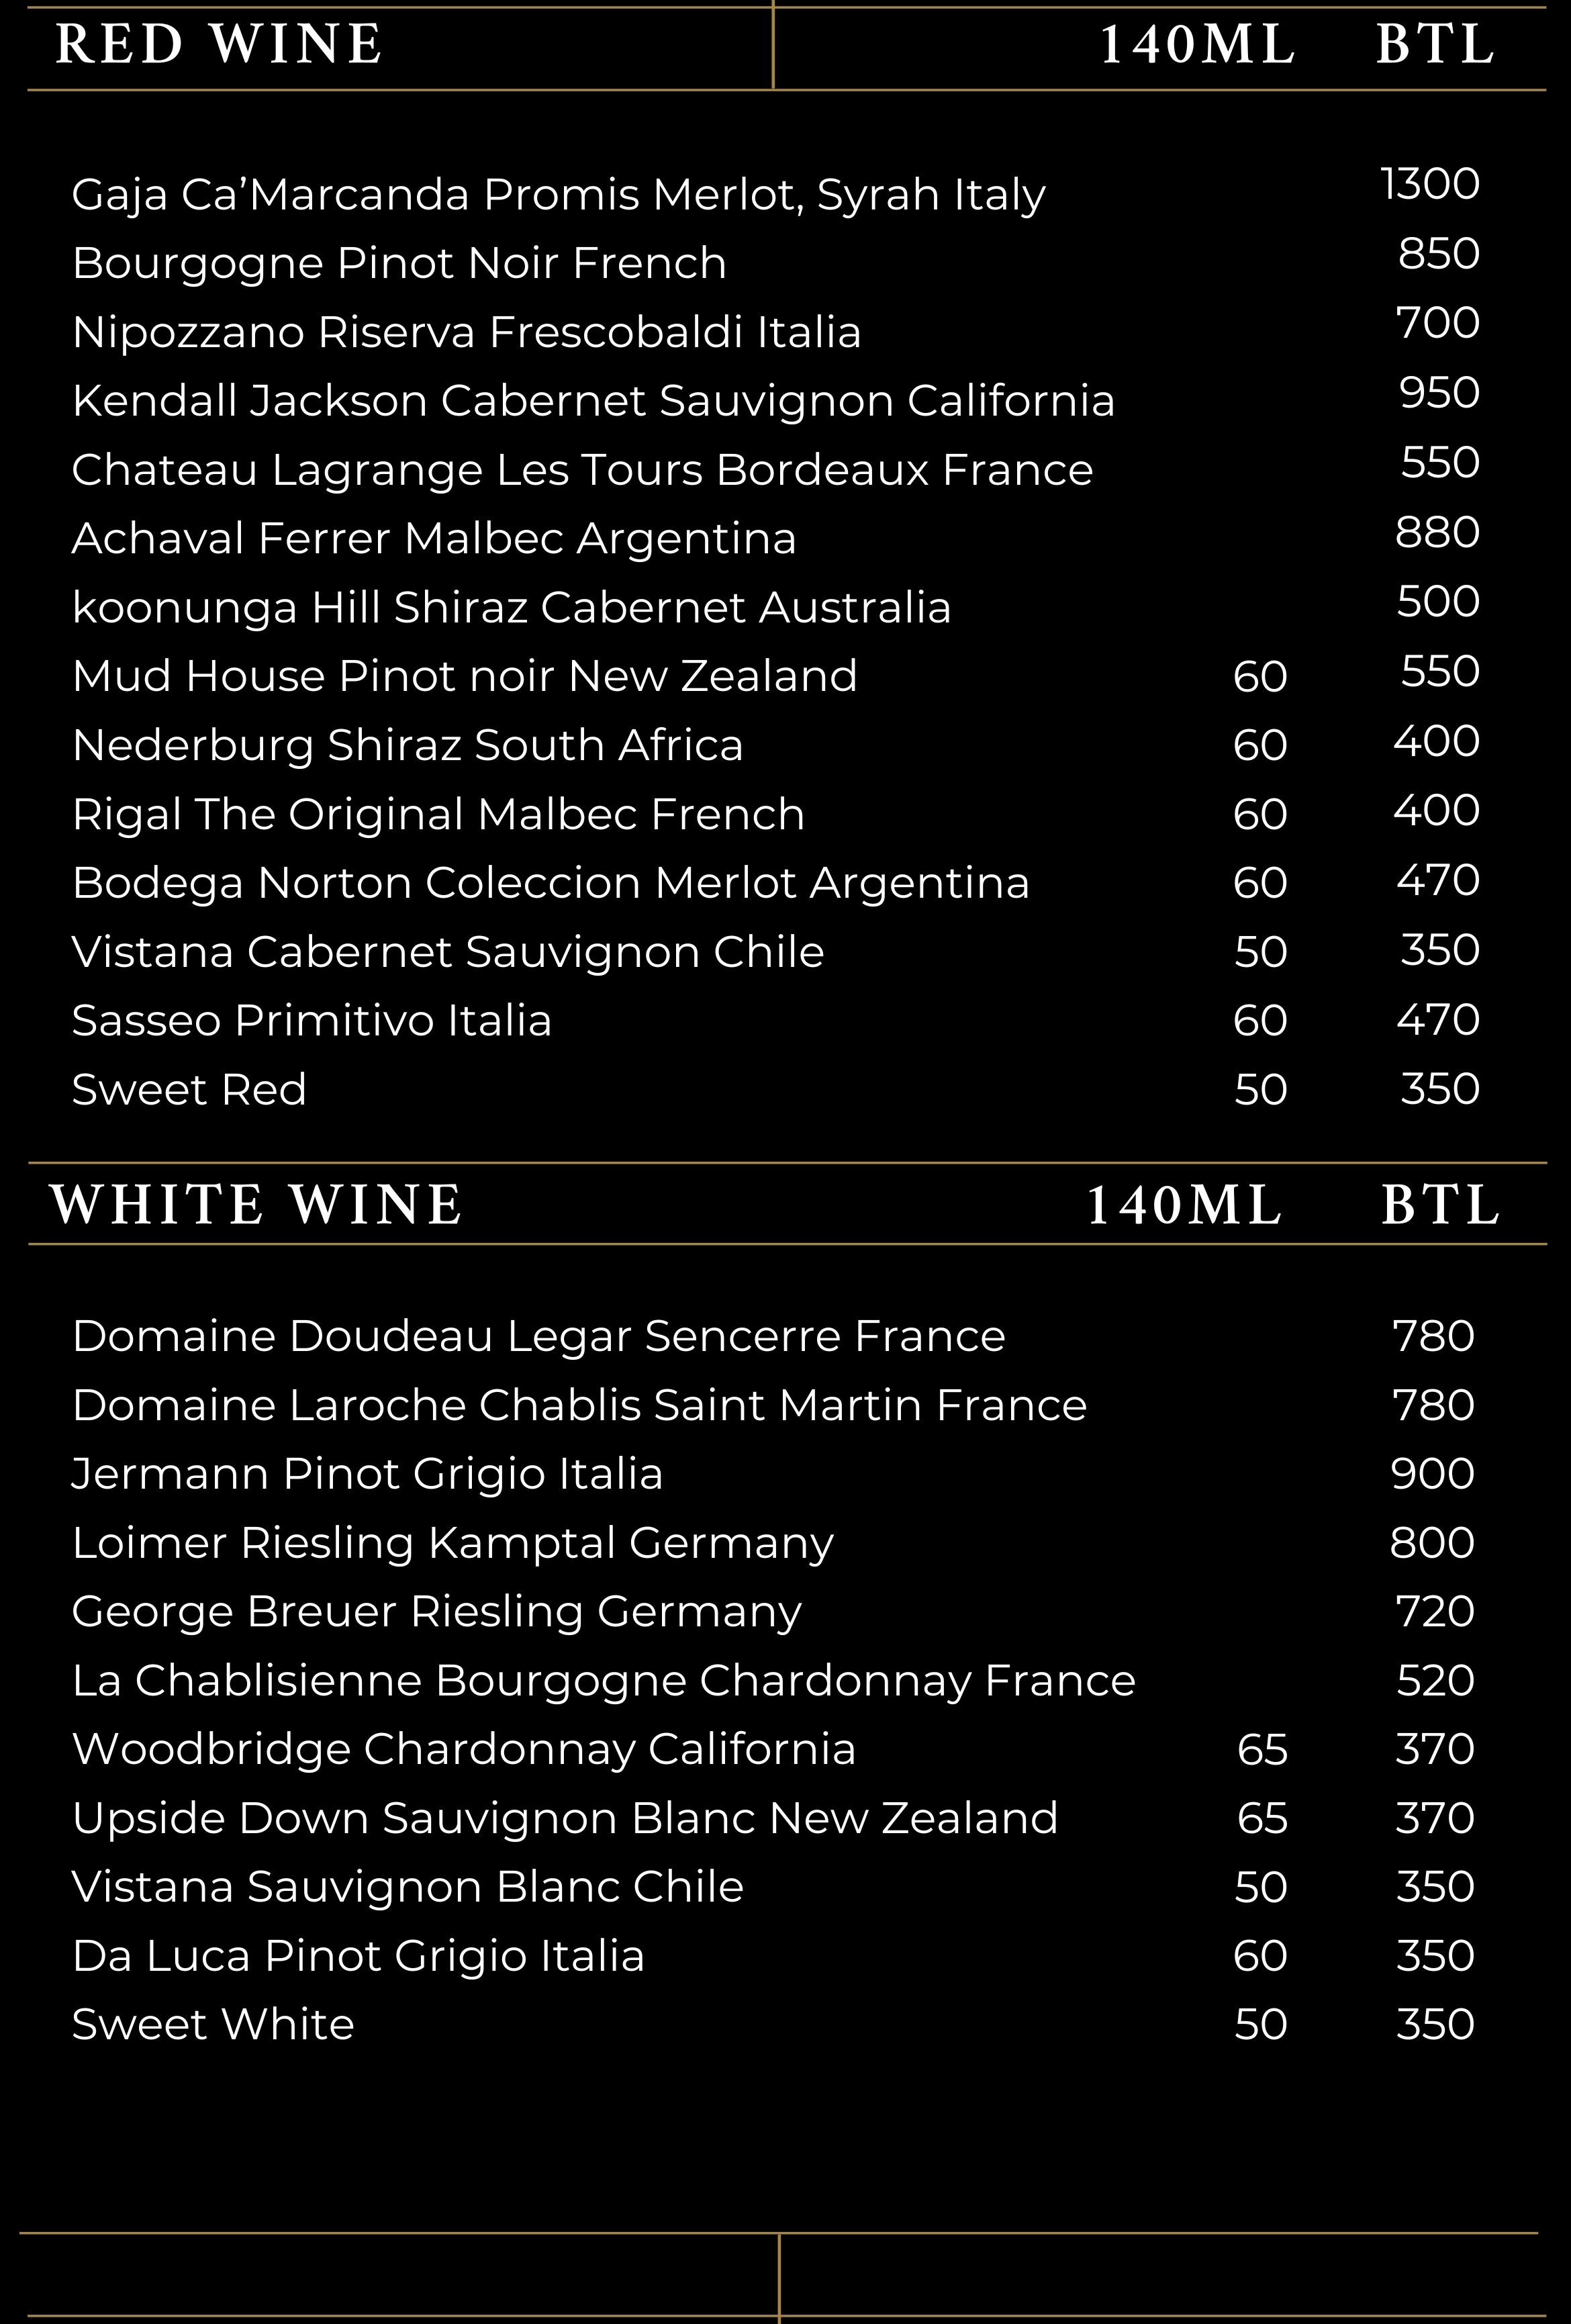 RED WINE 140ML BTL
Gaja Ca’Marcanda Promis Merlot, Syrah Italy 1300
Bourgogne Pinot Noir French 850
Nipozzano Riserva Frescobaldi Italia 700
Kendall Jackson Cabernet Sauvignon California 950
Chateau Lagrange Les Tours Bordeaux France 550
Achaval Ferrer Malbec Argentina 880
koonunga Hill Shiraz Cabernet Australia 500
Mud House Pinot noir New Zealand 60 550
Nederburg Shiraz South Africa 60 400
Rigal The Original Malbec French 60 400
Bodega Norton Coleccion Merlot Argentina 60 470
Vistana Cabernet Sauvignon Chile 50 350
Sasseo Primitivo Italia 60 470
Sweet Red 50 350
WHITE WINE 140ML BTL
Domaine Doudeau Legar Sencerre France 780
Domaine Laroche Chablis Saint Martin France 780
Jermann Pinot Grigio Italia 900
Loimer Riesling Kamptal Germany 800
George Breuer Riesling Germany 720
La Chablisienne Bourgogne Chardonnay France 520
Woodbridge Chardonnay California 65 370
Upside Down Sauvignon Blanc New Zealand 65 370
Vistana Sauvignon Blanc Chile 50 350
Da Luca Pinot Grigio Italia 60 350
Sweet White 50 350